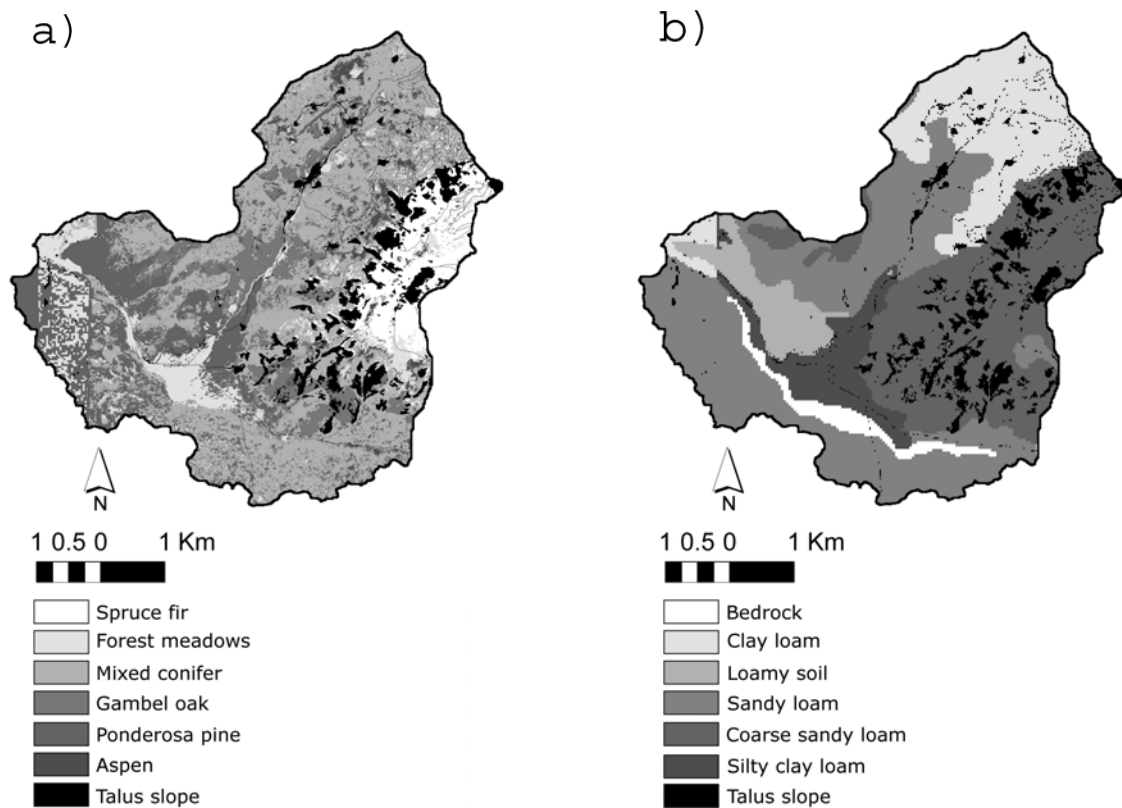 a)
N
1 0.5 0 1 Km
Spruce fir
Forest meadows
Mixed conifer
Gambel oak
Ponderosa pine
Aspen
Talus slope
b)
N
1 0.5 0 1 Km
Bedrock
Clay loam
Loamy soil
Sandy loam
Coarse sandy loam
Silty clay loam
Talus slope